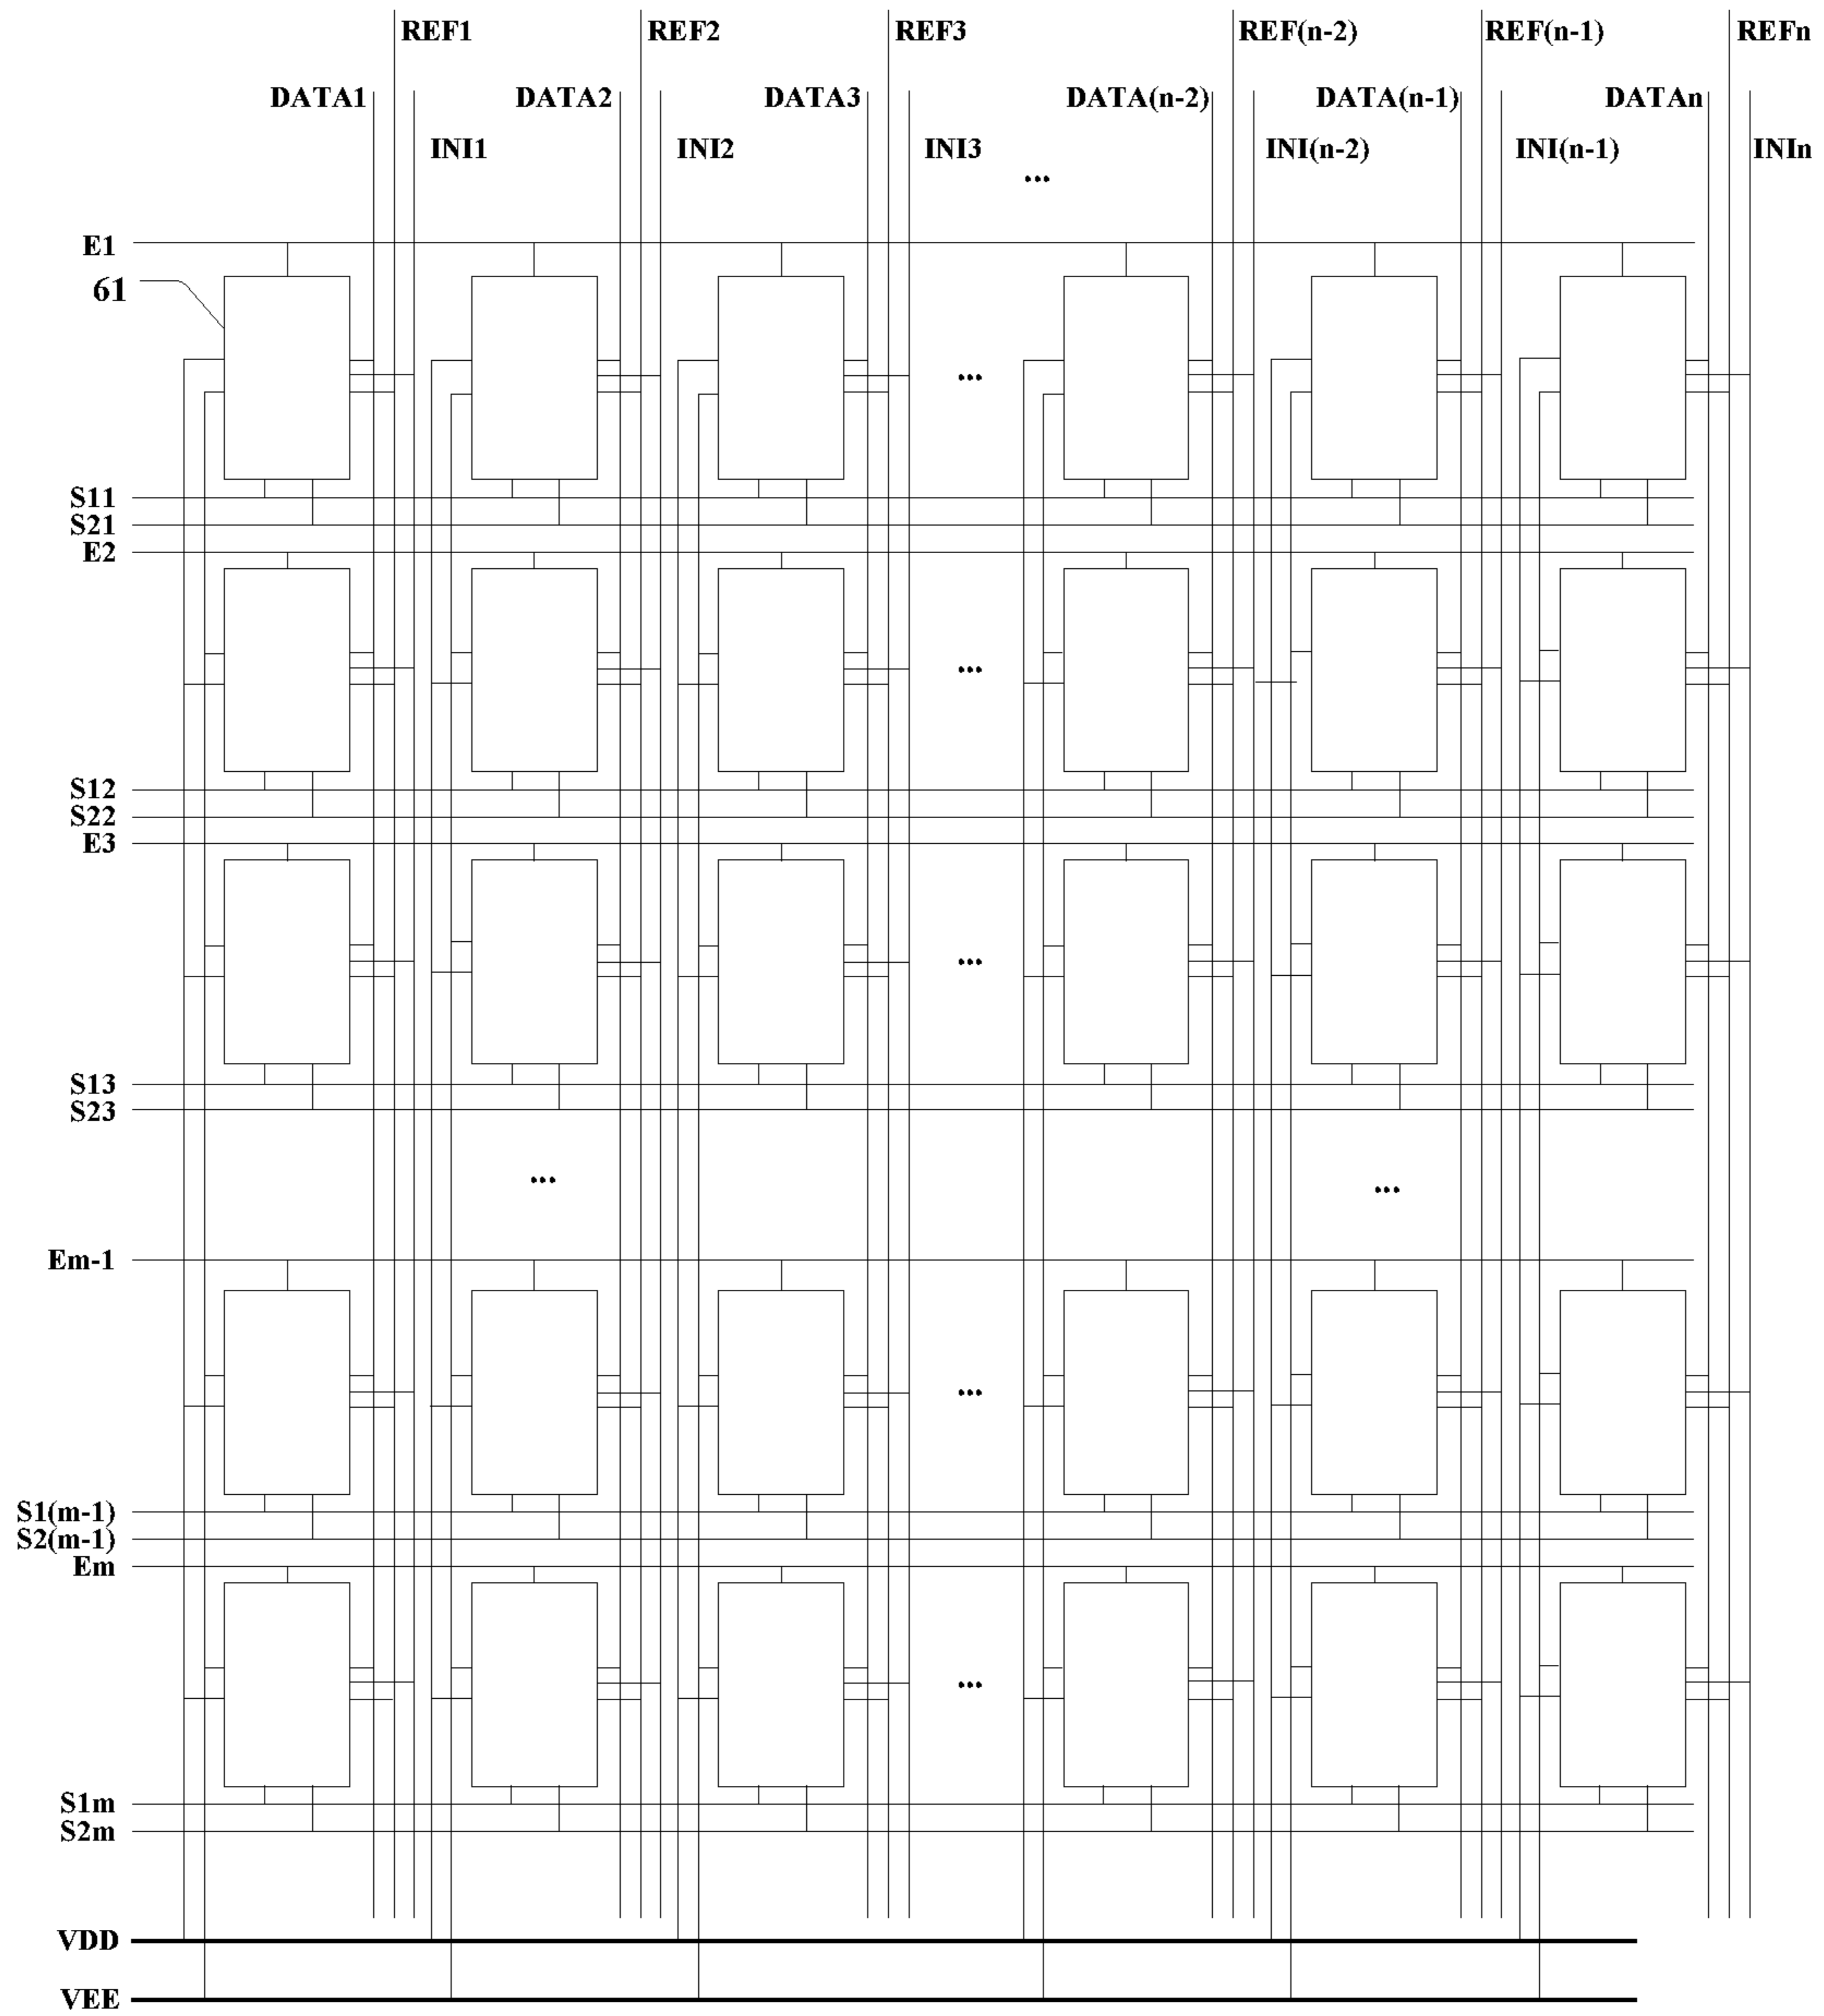 REF1 REF2 REF3 REF(n-2) REF(n-1) REFn
DATA1 DATA2 DATA3 DATA(n-2) DATA(n-1) DATAn
INI1 INI2 INI3 INI(n-2) INI(n-1) INIn
...
E1
61
...
S11
S21
E2
...
S12
S22
E3
...
S13
S23
... ...
Em-1
...
S1(m-1)
S2(m-1)
Em
...
S1m
S2m
VDD
VEE